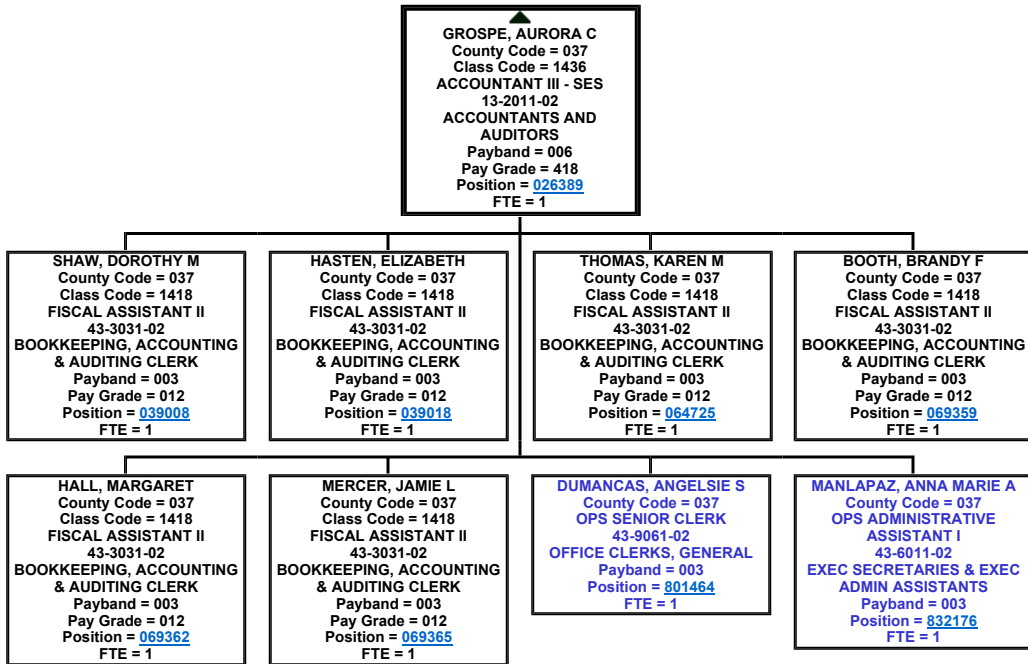 GROSPE, AURORA C
County Code = 037
Class Code = 1436
ACCOUNTANT III - SES
13-2011-02
ACCOUNTANTS AND
AUDITORS
Payband = 006
Pay Grade = 418
Position = 026389
FTE = 1
SHAW, DOROTHY M
County Code = 037
Class Code = 1418
FISCAL ASSISTANT II
43-3031-02
BOOKKEEPING, ACCOUNTING
& AUDITING CLERK
Payband = 003
Pay Grade = 012
Position = 039008
FTE = 1
HASTEN, ELIZABETH
County Code = 037
Class Code = 1418
FISCAL ASSISTANT II
43-3031-02
BOOKKEEPING, ACCOUNTING
& AUDITING CLERK
Payband = 003
Pay Grade = 012
Position = 039018
FTE = 1
THOMAS, KAREN M
County Code = 037
Class Code = 1418
FISCAL ASSISTANT II
43-3031-02
BOOKKEEPING, ACCOUNTING
& AUDITING CLERK
Payband = 003
Pay Grade = 012
Position = 064725
FTE = 1
BOOTH, BRANDY F
County Code = 037
Class Code = 1418
FISCAL ASSISTANT II
43-3031-02
BOOKKEEPING, ACCOUNTING
& AUDITING CLERK
Payband = 003
Pay Grade = 012
Position = 069359
FTE = 1
HALL, MARGARET
County Code = 037
Class Code = 1418
FISCAL ASSISTANT II
43-3031-02
BOOKKEEPING, ACCOUNTING
& AUDITING CLERK
Payband = 003
Pay Grade = 012
Position = 069362
FTE = 1
MERCER, JAMIE L
County Code = 037
Class Code = 1418
FISCAL ASSISTANT II
43-3031-02
BOOKKEEPING, ACCOUNTING
& AUDITING CLERK
Payband = 003
Pay Grade = 012
Position = 069365
FTE = 1
DUMANCAS, ANGELSIE S
County Code = 037
OPS SENIOR CLERK
43-9061-02
OFFICE CLERKS, GENERAL
Payband = 003
Position = 801464
FTE = 1
MANLAPAZ, ANNA MARIE A
County Code = 037
OPS ADMINISTRATIVE
ASSISTANT I
43-6011-02
EXEC SECRETARIES & EXEC
ADMIN ASSISTANTS
Payband = 003
Position = 832176
FTE = 1